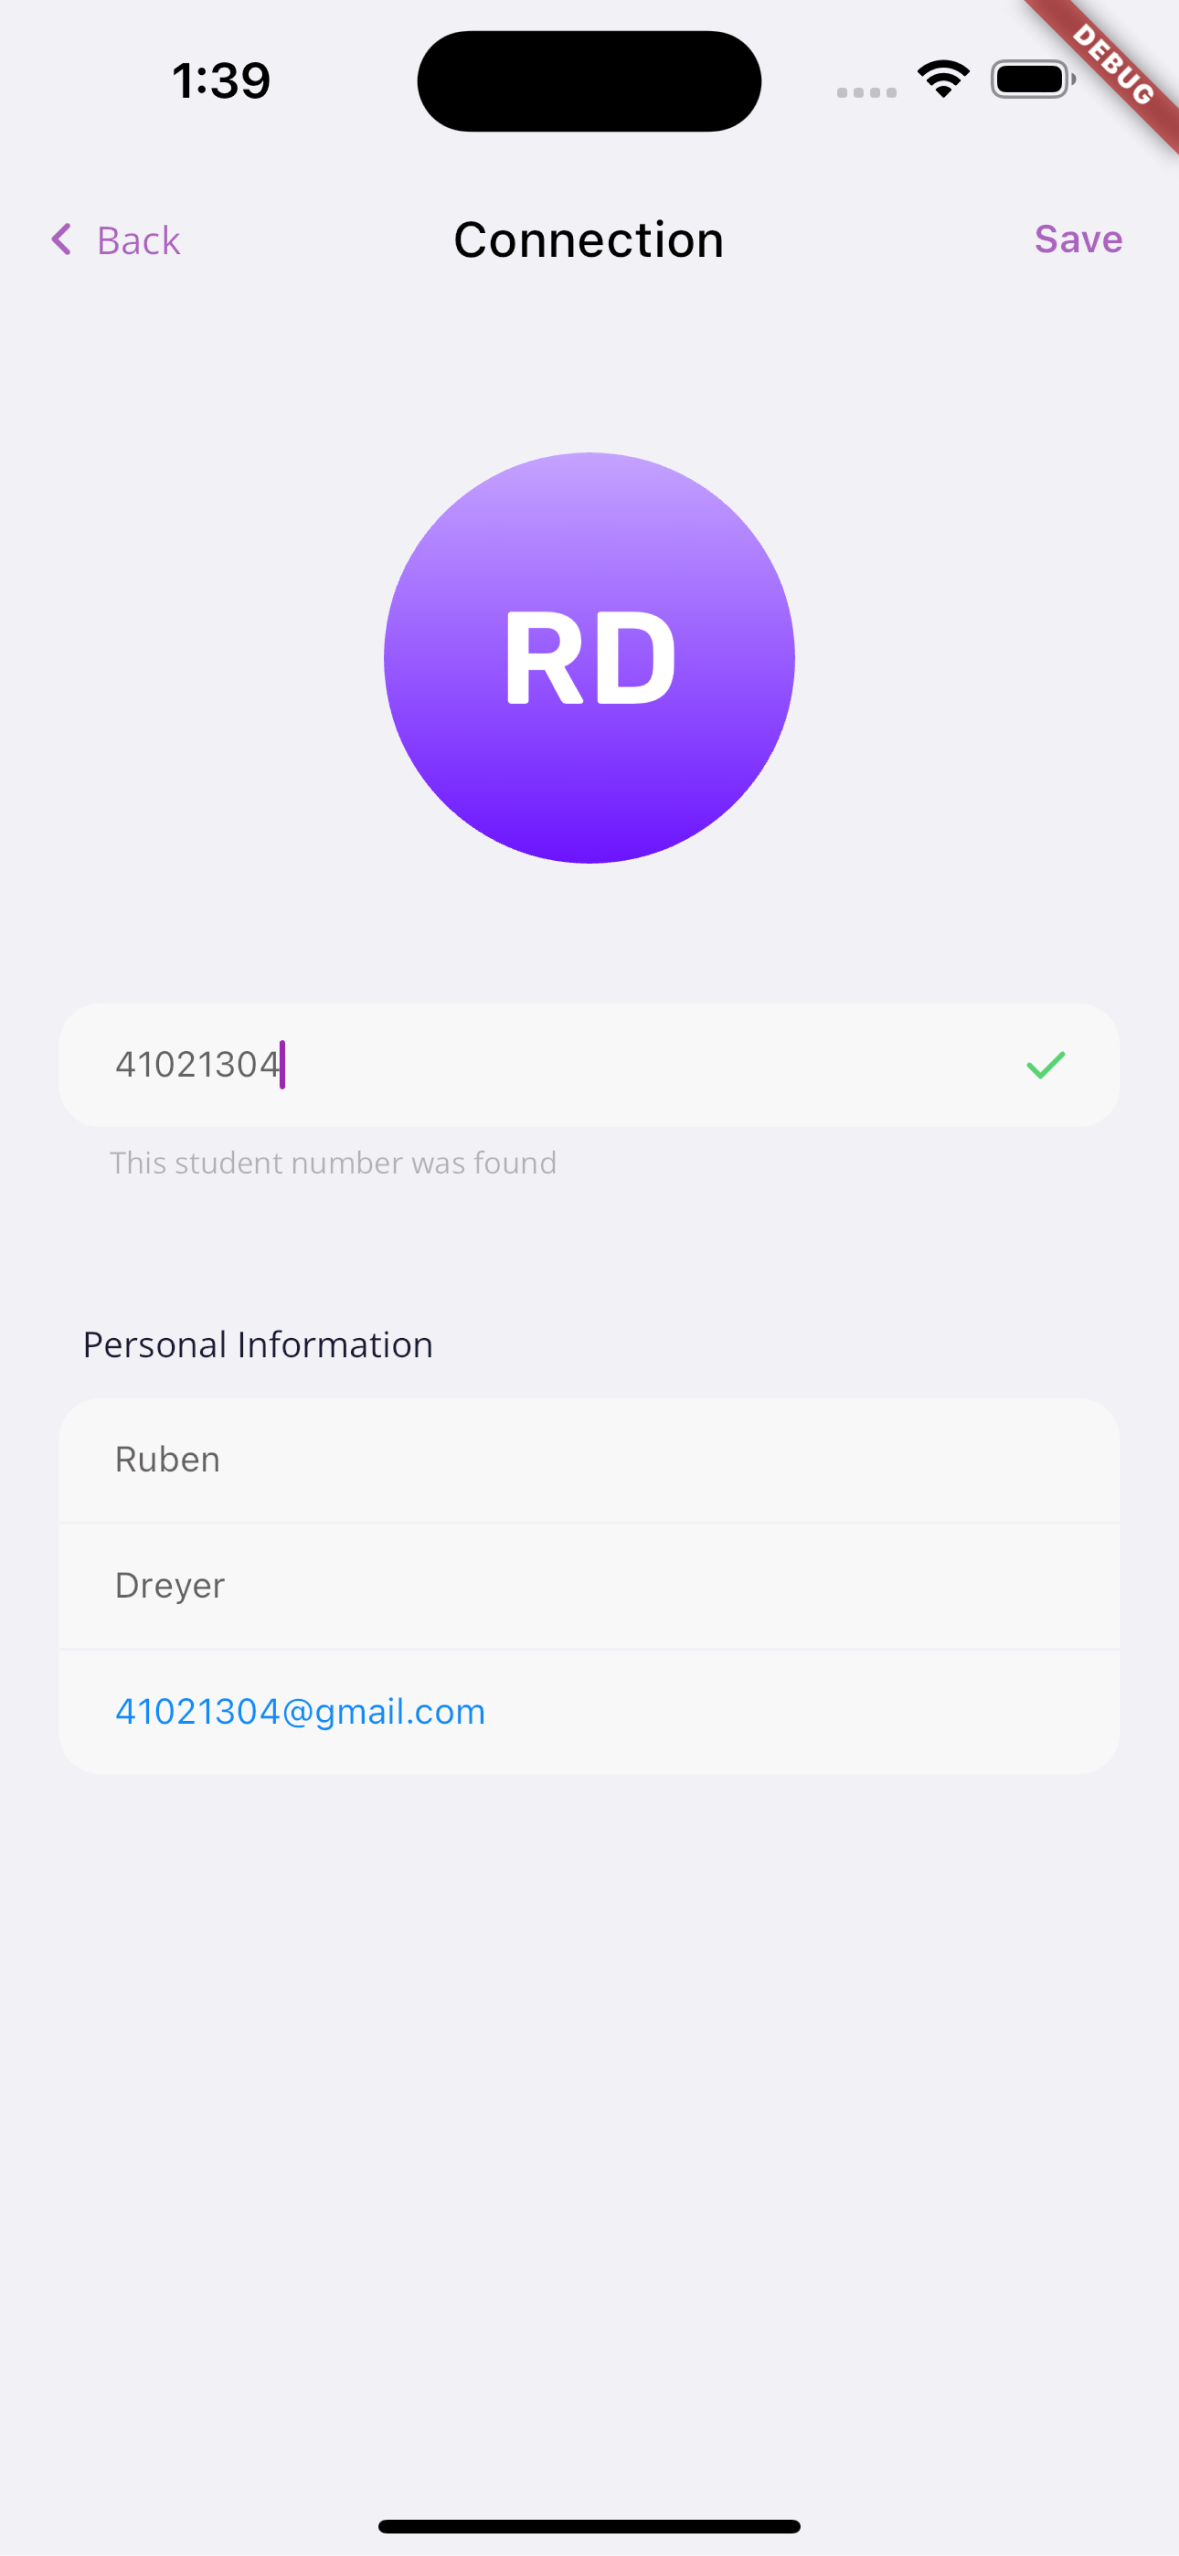 1:39
DEBUG
Back
Connection
Save
RD
41021304
This student number was found
Personal Information
Ruben
Dreyer
41021304@gmail.com